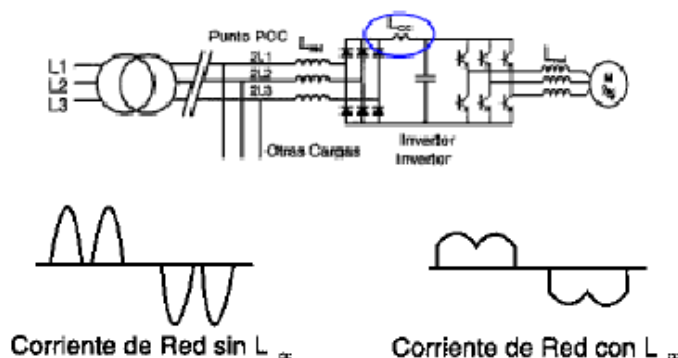 Punto PCC
L1
L2
L3
2L1
2L2
2L3
Otras Cargas
Inverter
Inverter
M
Corriente de Red sin L
Corriente de Red con L